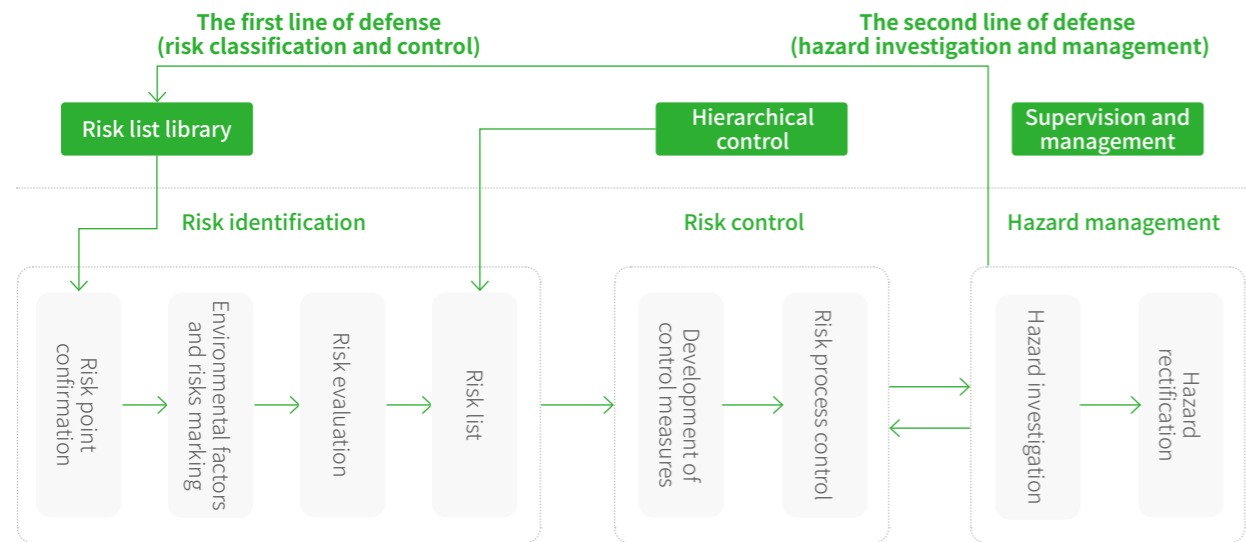 The first line of defense
(risk classification and control)
The second line of defense
(hazard investigation and management)
Risk list library
Hierarchical
control
Supervision and
management
Risk identification
Risk control
Hazard management
Risk point
confirmation
Environmental factors
and risks marking
Risk evaluation
Risk list
Development of
control measures
Risk process control
Hazard investigation
Hazard
rectification